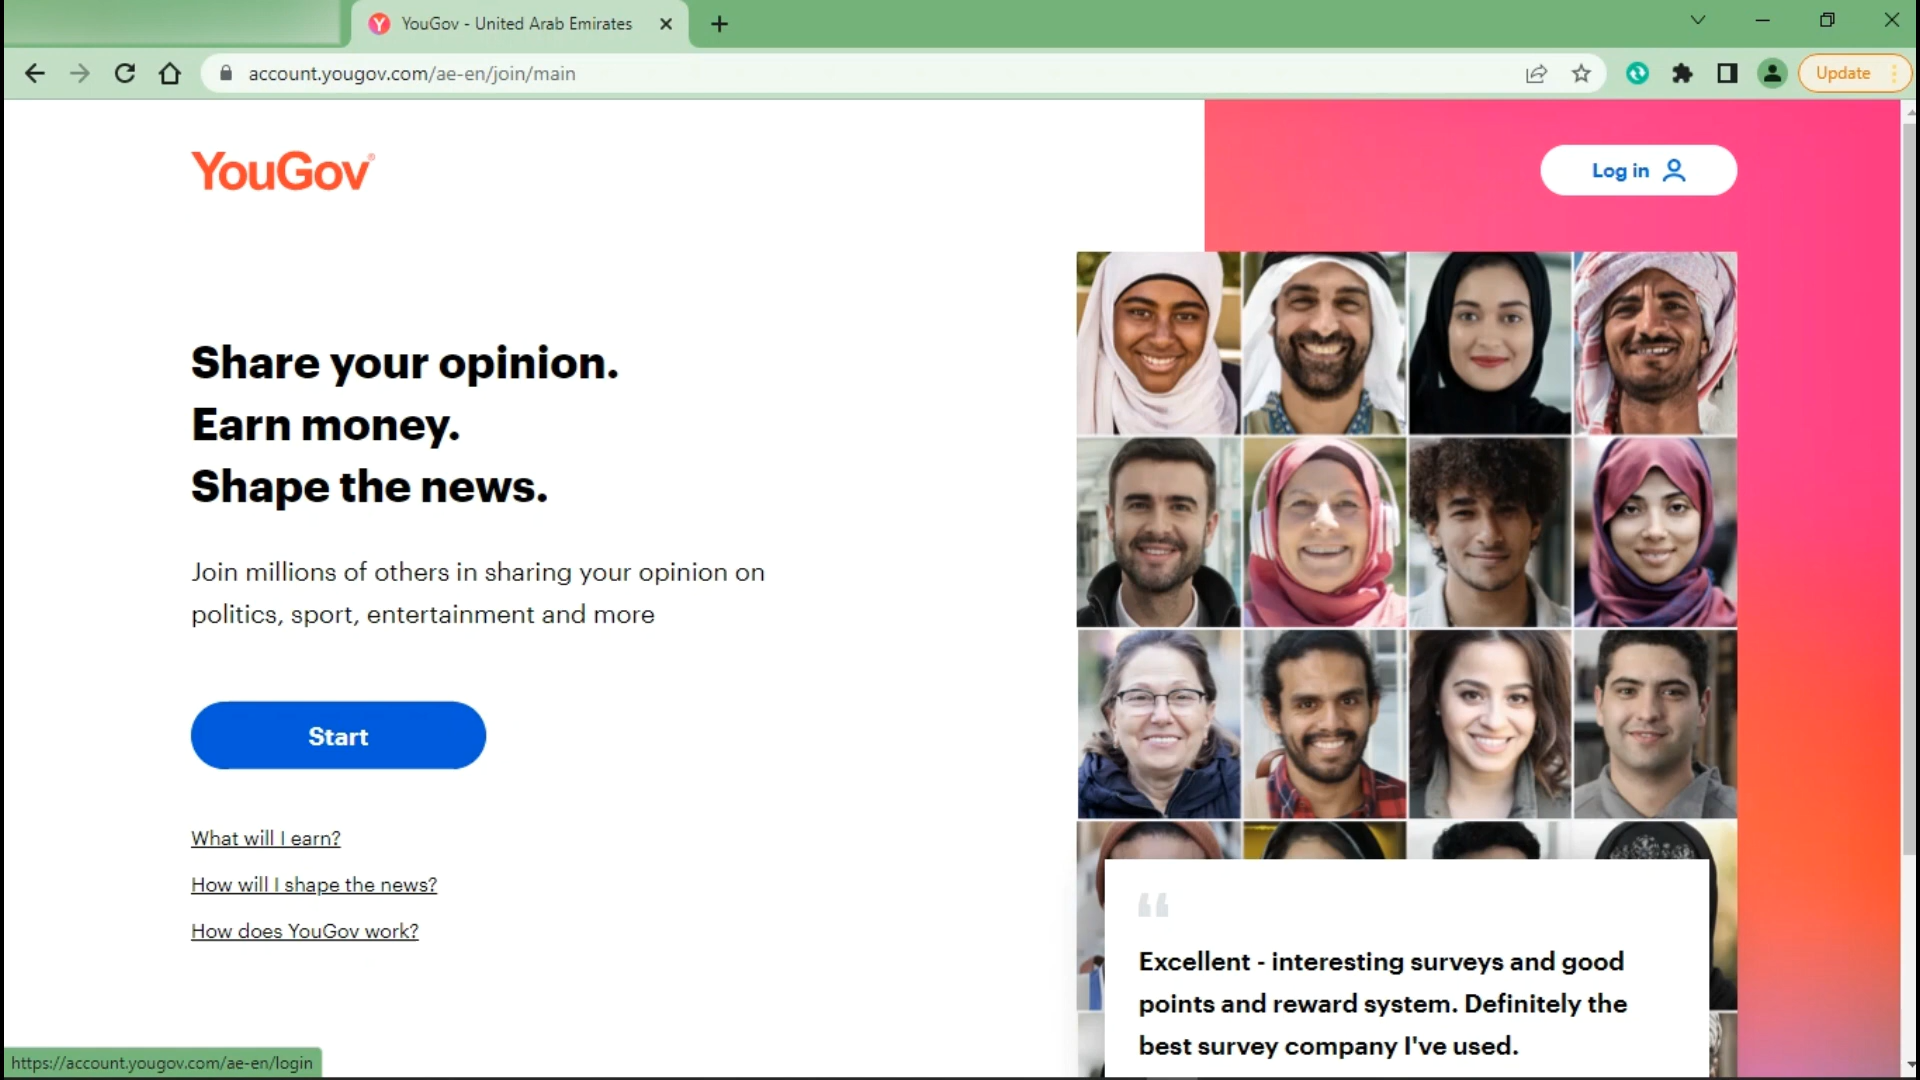 YouGov - United Arab Emirates
account.yougov.com/ae-en/join/main
Update
YouGov®
Log in
Share your opinion.
Earn money.
Shape the news.
Join millions of others in sharing your opinion on
politics, sport, entertainment and more
Start
What will I earn?
How will I shape the news?
How does YouGov work?
“
Excellent - interesting surveys and good
points and reward system. Definitely the
best survey company I've used.
https://account.yougov.com/ae-en/login